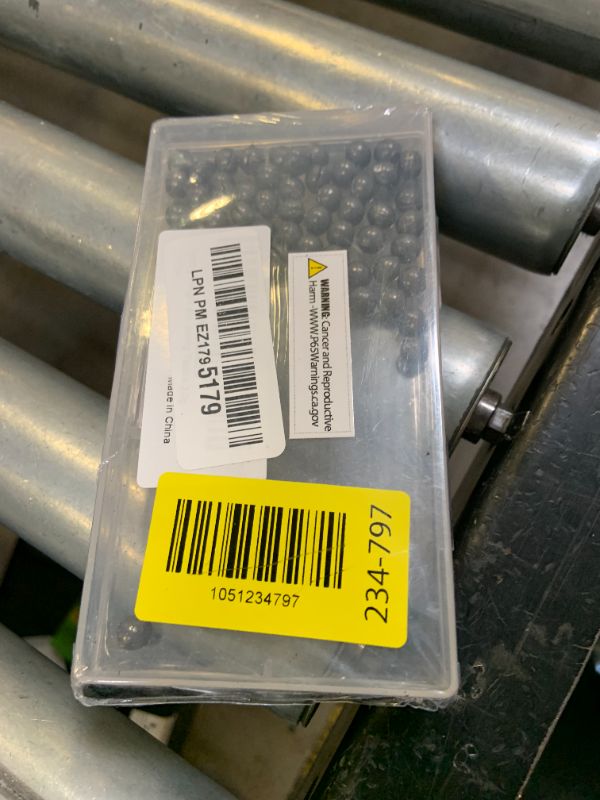 LPN PM EZ1795179
Made in China
WARNING: Cancer and Reproductive
Harm -WWW.P65Warnings.ca.gov
1051234797
234-797